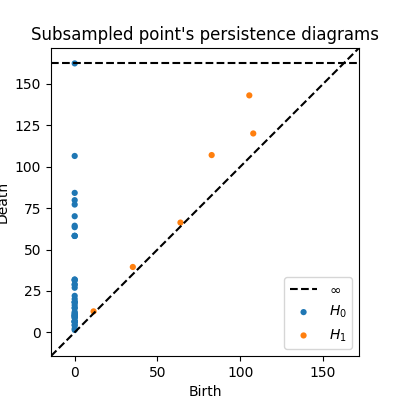 Subsampled point's persistence diagrams
150
125
100
75
50
25
0
Death
0 50 100 150
Birth
∞
H₀
H₁